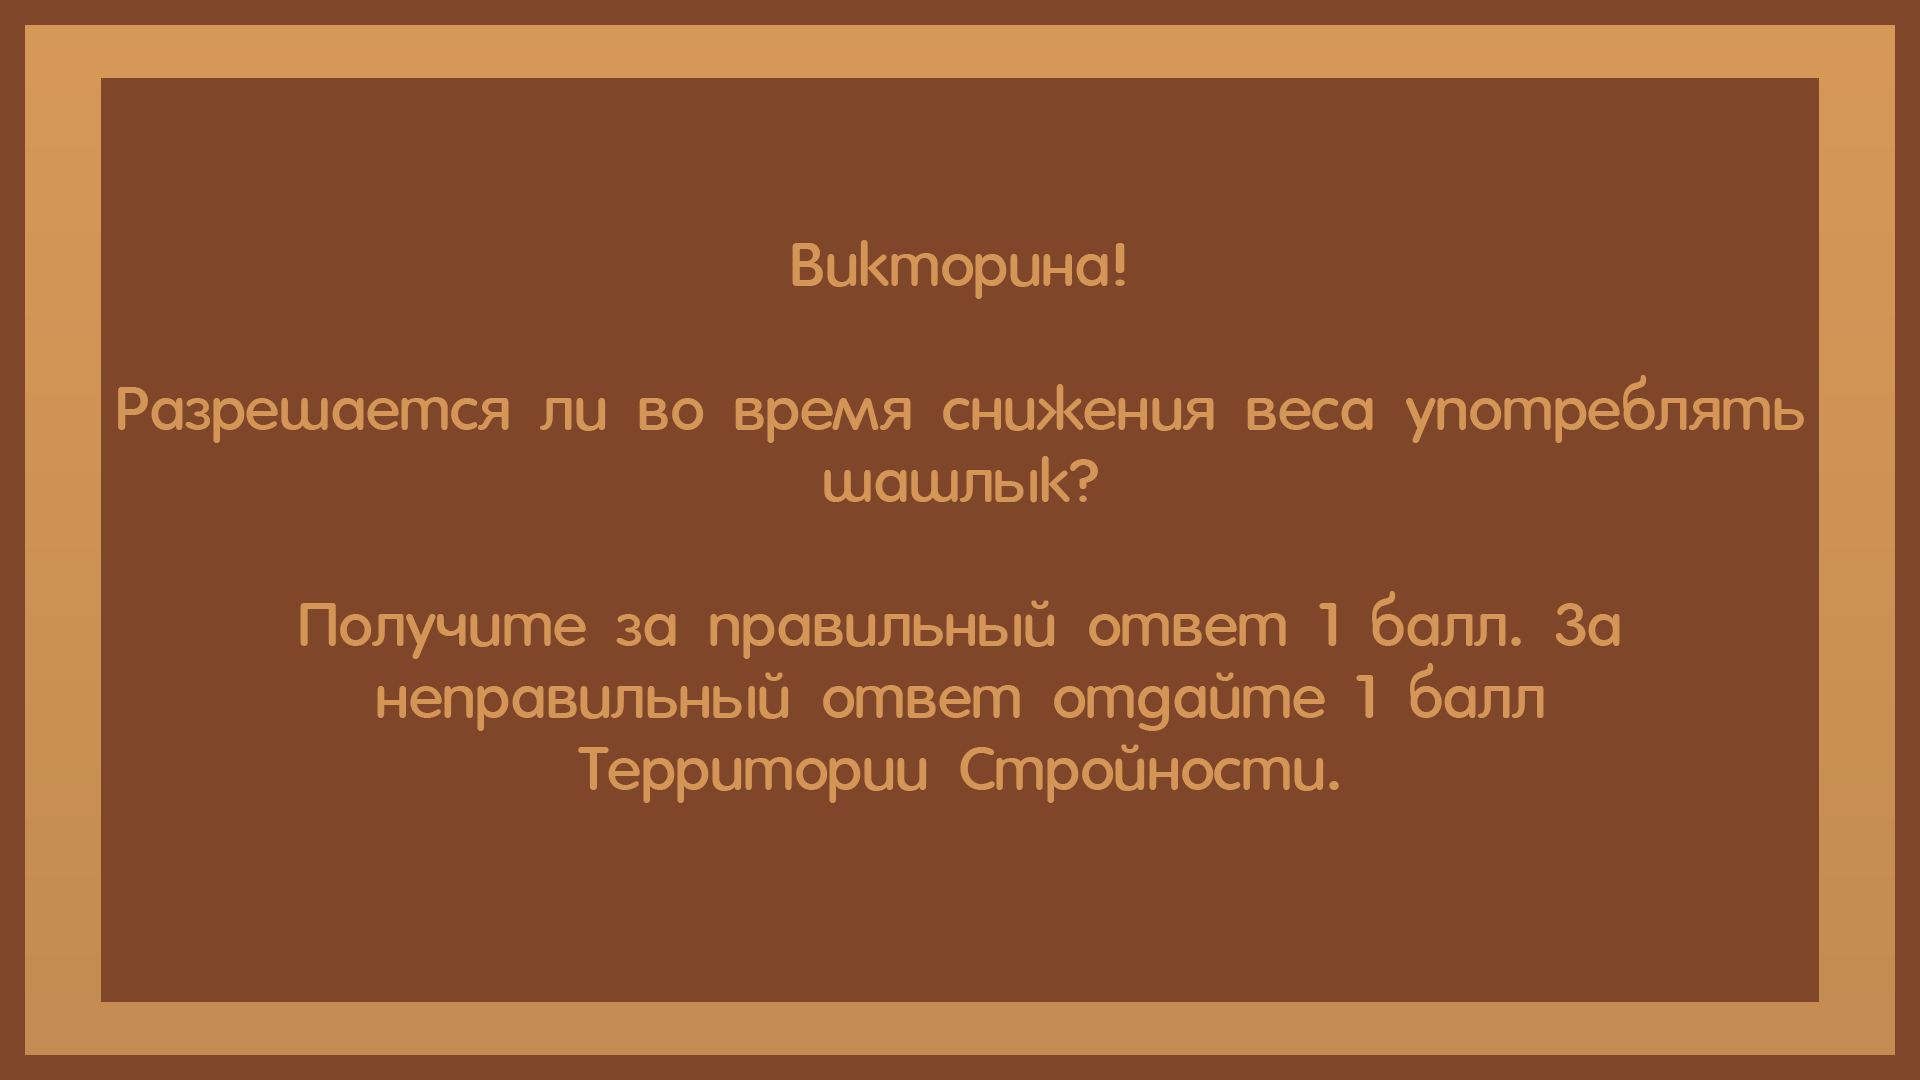 Викторина!
Разрешается ли во время снижения веса употреблять
шашлык?
Получите за правильный ответ 1 балл. За
неправильный ответ отдайте 1 балл
Территории Стройности.